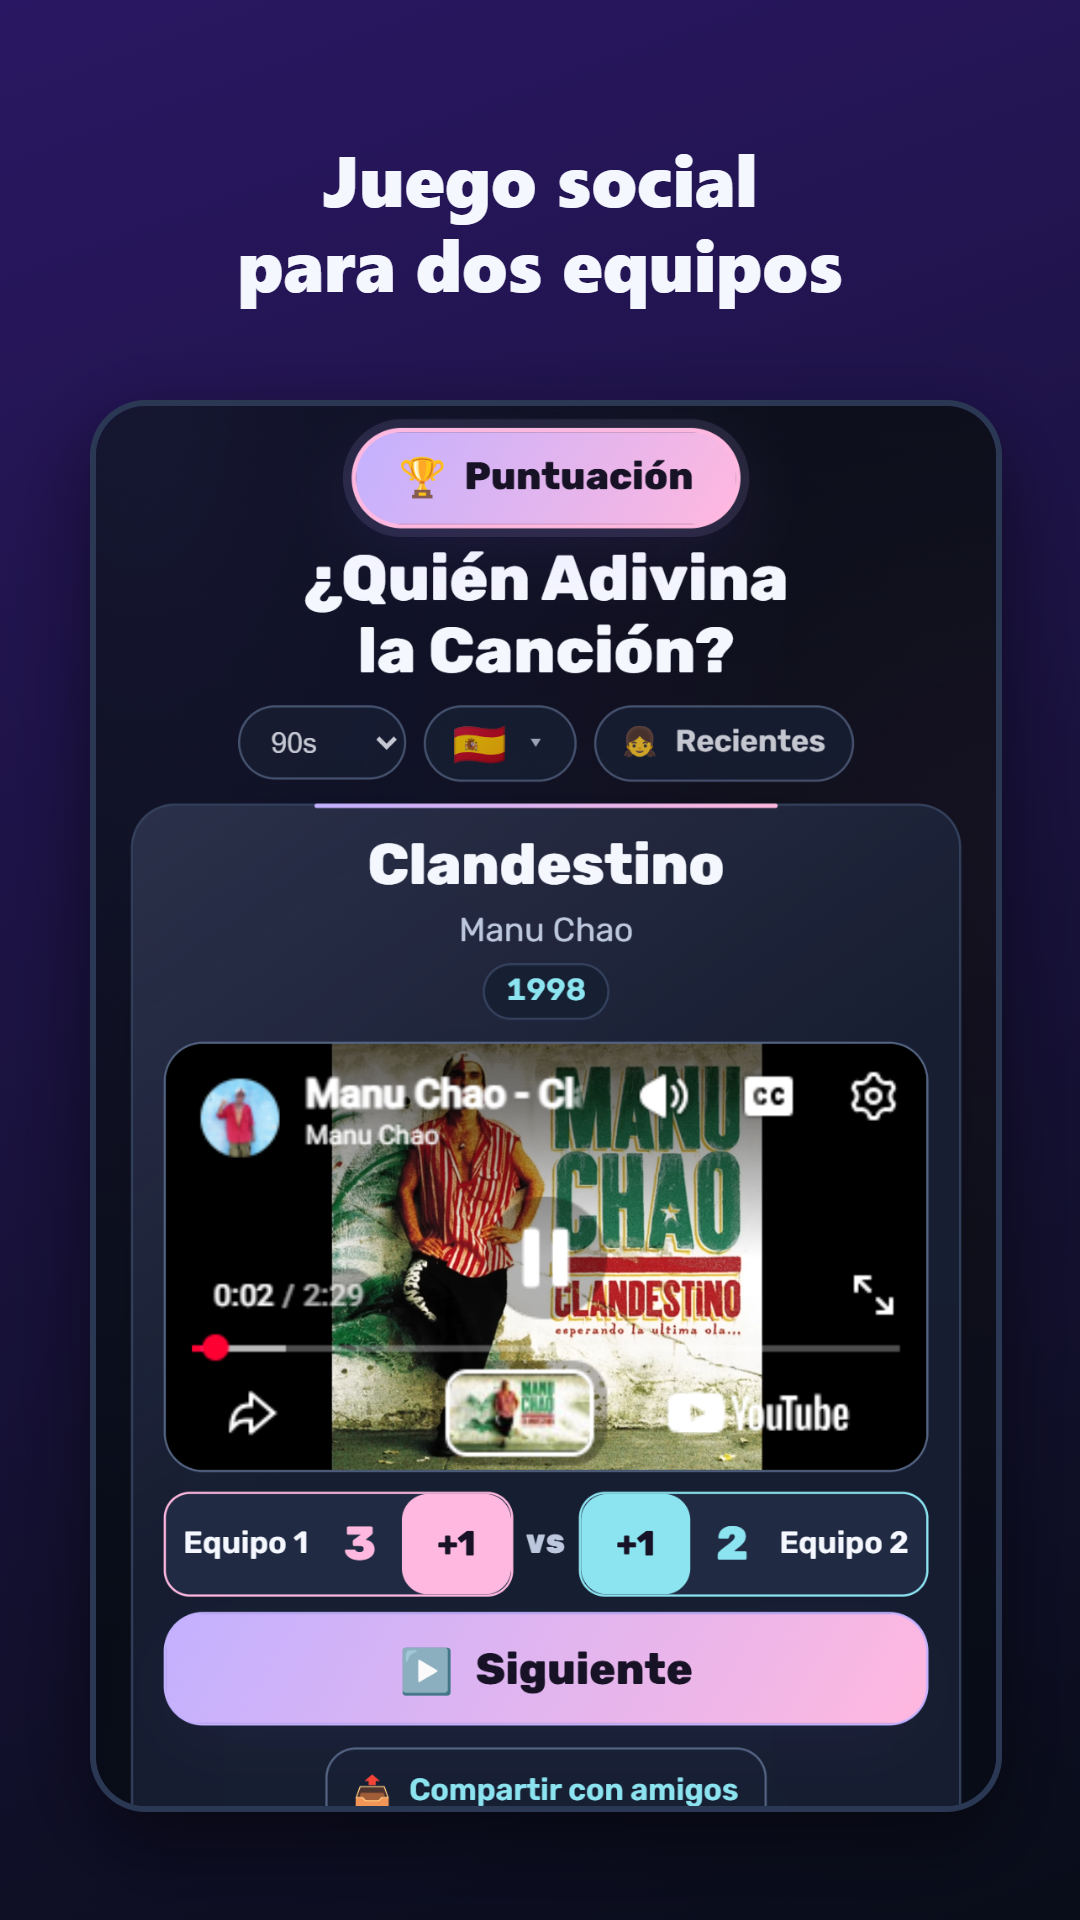 Juego social
para dos equipos
🏆 Puntuación
¿Quién Adivina
la Canción?
90s
Recientes
Clandestino
Manu Chao
1998
Manu Chao - Cl
Manu Chao
CC
MANU
CHAO
CLANDESTINO
esperando la ultima ola...
0:02 / 2:29
MANU
CHAO
YouTube
Equipo 1 3 +1 vs +1 2 Equipo 2
Siguiente
Compartir con amigos